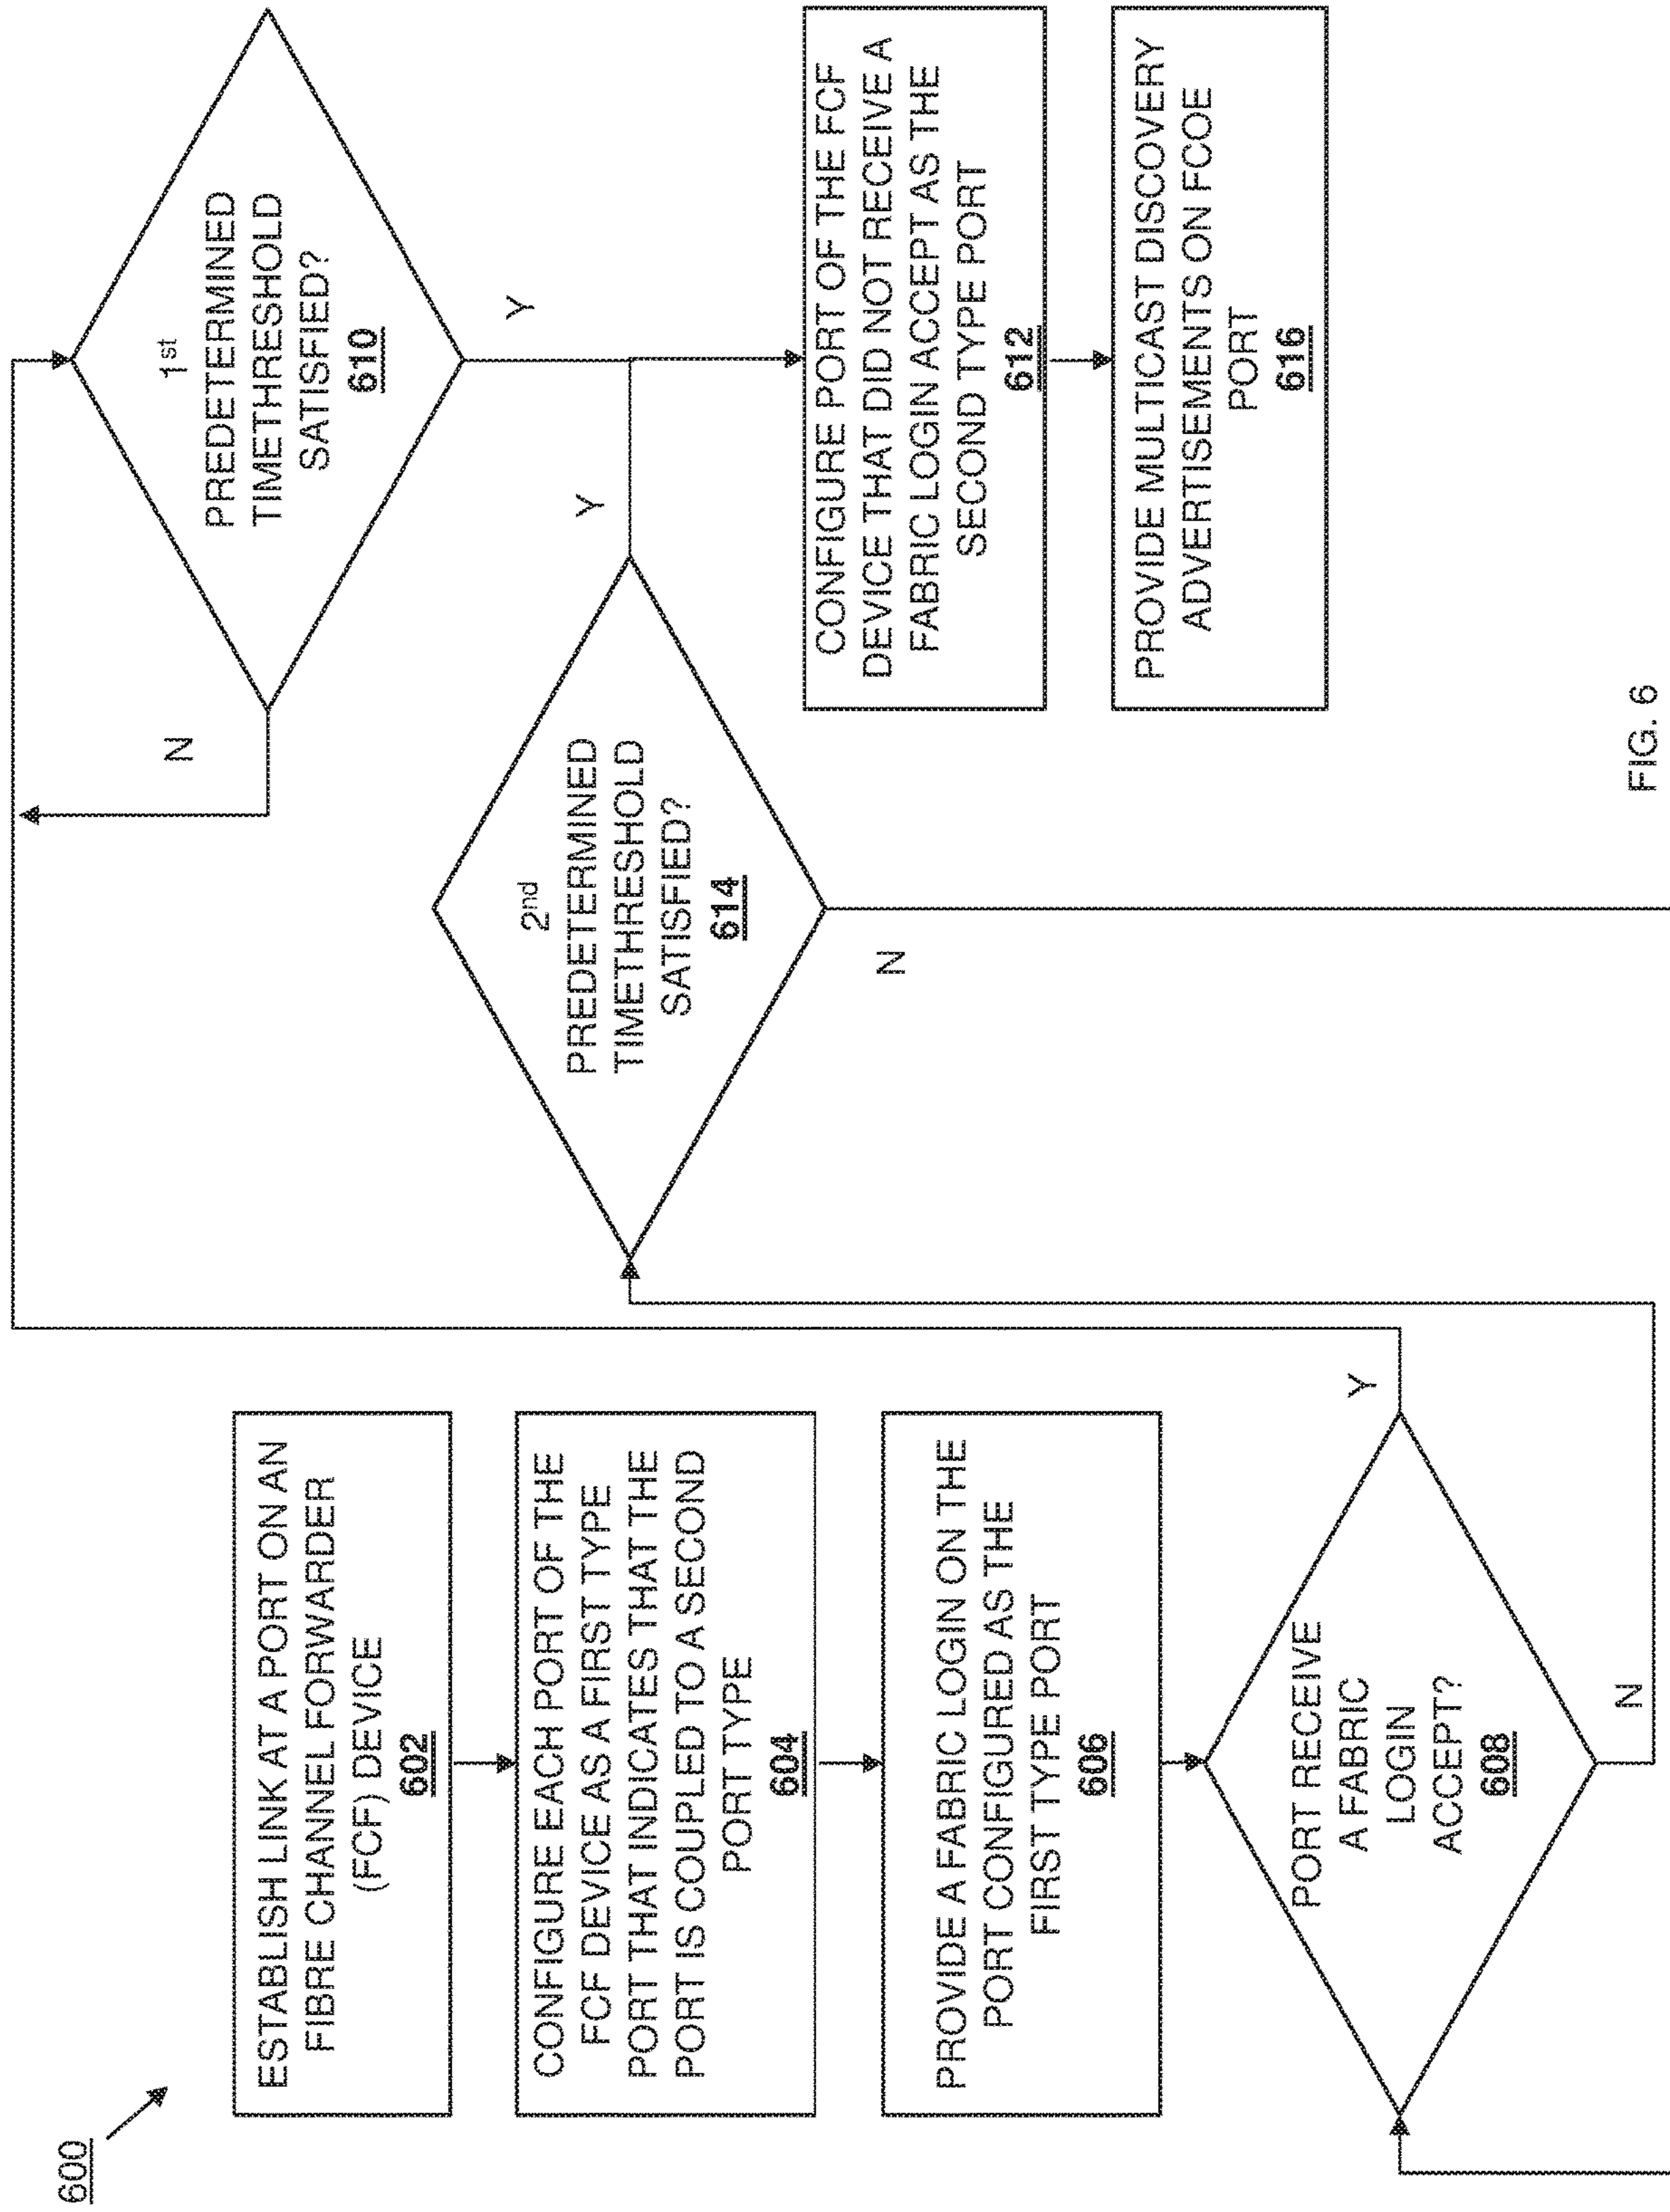 600
ESTABLISH LINK AT A PORT ON AN
FIBRE CHANNEL FORWARDER
(FCF) DEVICE
602
CONFIGURE EACH PORT OF THE
FCF DEVICE AS A FIRST TYPE
PORT THAT INDICATES THAT THE
PORT IS COUPLED TO A SECOND
PORT TYPE
604
PROVIDE A FABRIC LOGIN ON THE
PORT CONFIGURED AS THE
FIRST TYPE PORT
606
PORT RECEIVE
A FABRIC
LOGIN
ACCEPT?
608
Y
N
1st
PREDETERMINED
TIMETHRESHOLD
SATISFIED?
610
N
Y
2nd
PREDETERMINED
TIMETHRESHOLD
SATISFIED?
614
Y
N
CONFIGURE PORT OF THE FCF
DEVICE THAT DID NOT RECEIVE A
FABRIC LOGIN ACCEPT AS THE
SECOND TYPE PORT
612
PROVIDE MULTICAST DISCOVERY
ADVERTISEMENTS ON FCOE
PORT
616
FIG. 6